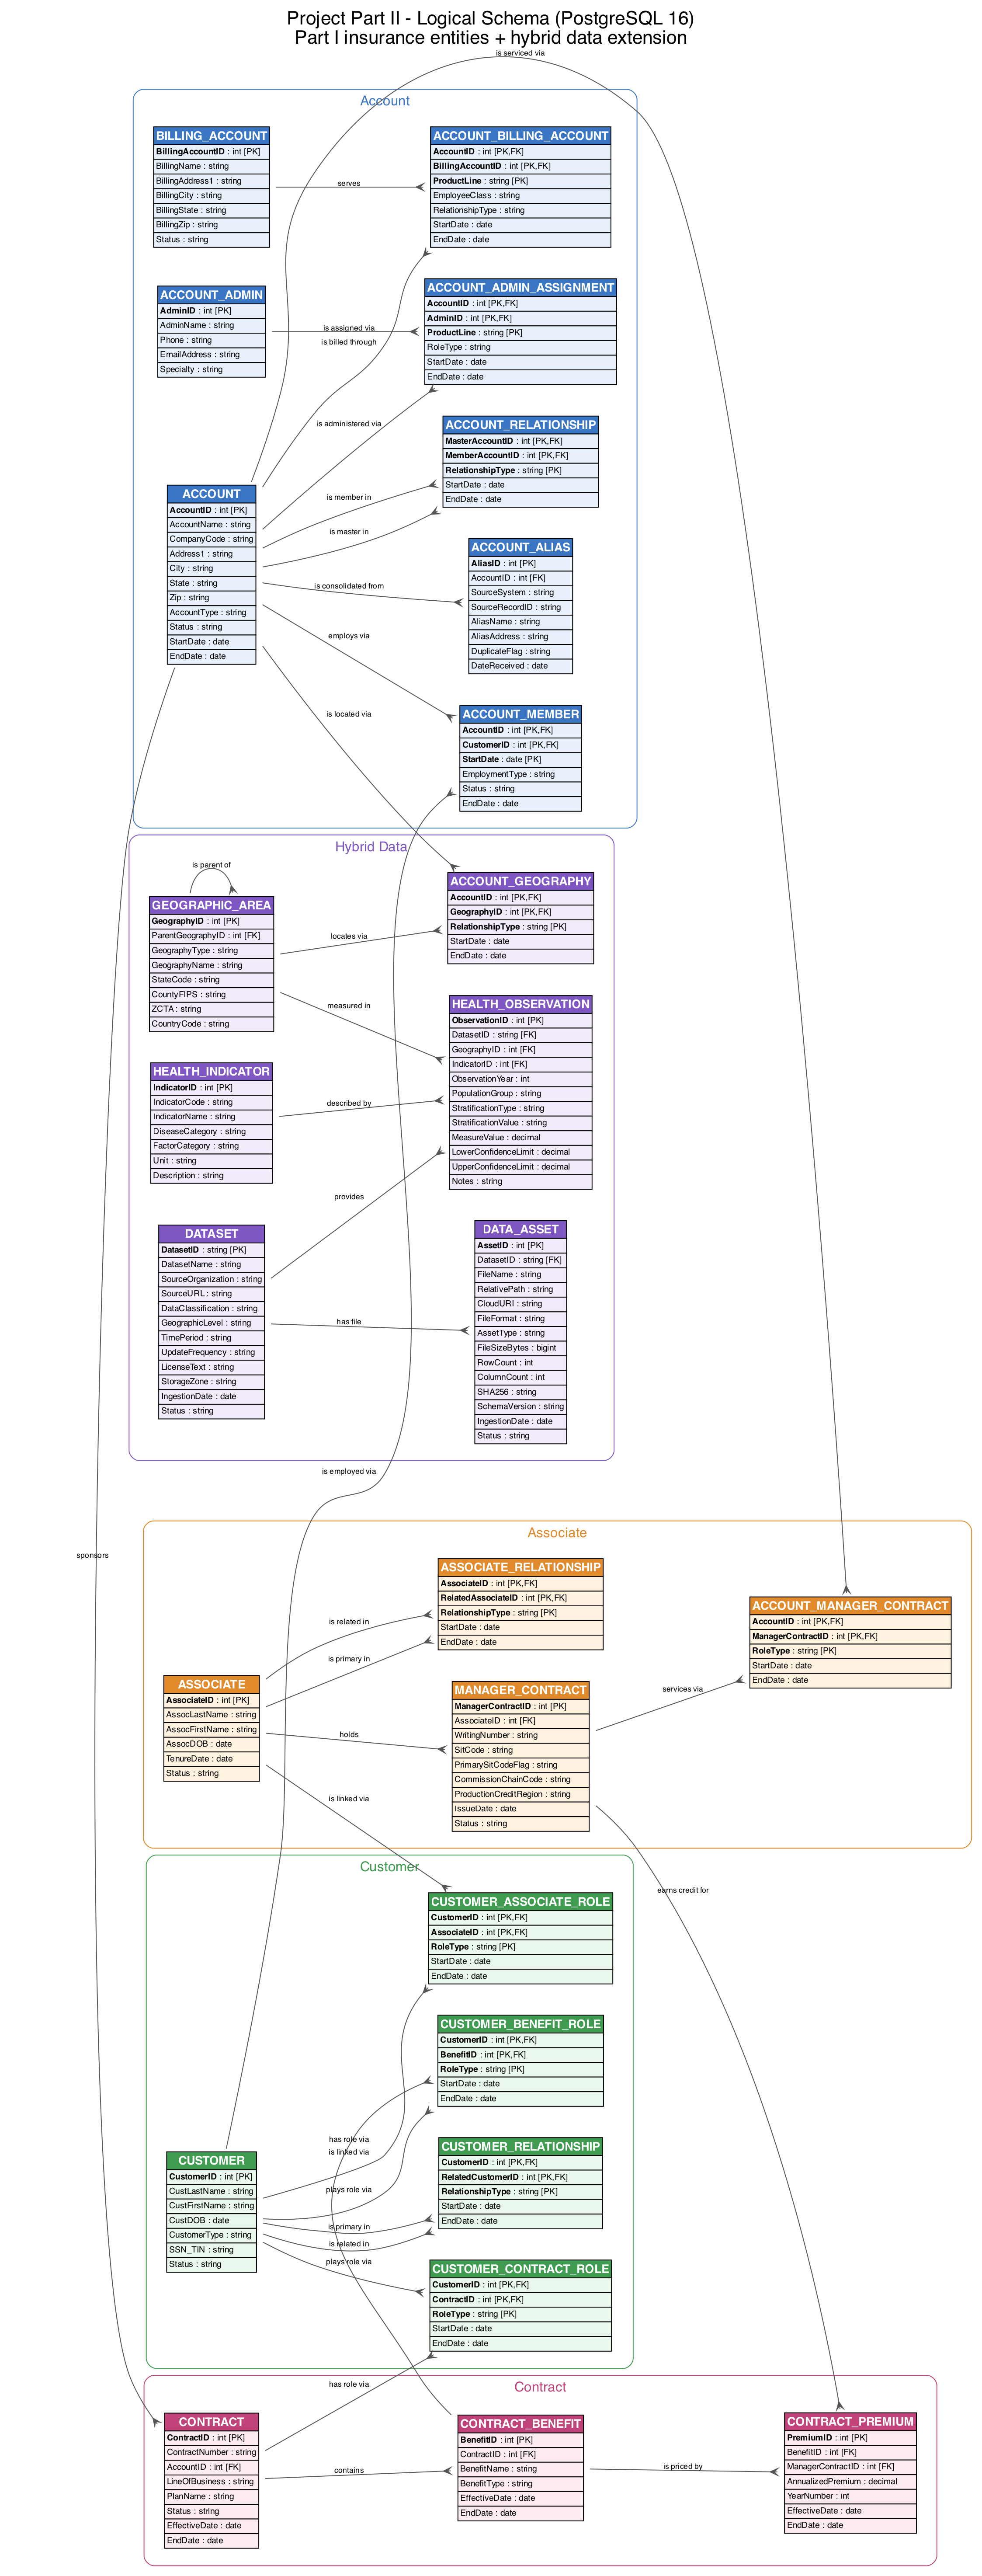 Project Part II - Logical Schema (PostgreSQL 16)
Part I insurance entities + hybrid data extension
is serviced via
Account
BILLING_ACCOUNT
BillingAccountID : int [PK]
BillingName : string
BillingAddress1 : string
BillingCity : string
BillingState : string
BillingZip : string
Status : string
serves
ACCOUNT_BILLING_ACCOUNT
AccountID : int [PK,FK]
BillingAccountID : int [PK,FK]
ProductLine : string [PK]
EmployeeClass : string
RelationshipType : string
StartDate : date
EndDate : date
ACCOUNT_ADMIN
AdminID : int [PK]
AdminName : string
Phone : string
EmailAddress : string
Specialty : string
is assigned via
is billed through
ACCOUNT_ADMIN_ASSIGNMENT
AccountID : int [PK,FK]
AdminID : int [PK,FK]
ProductLine : string [PK]
RoleType : string
StartDate : date
EndDate : date
is administered via
ACCOUNT_RELATIONSHIP
MasterAccountID : int [PK,FK]
MemberAccountID : int [PK,FK]
RelationshipType : string [PK]
StartDate : date
EndDate : date
ACCOUNT
AccountID : int [PK]
AccountName : string
CompanyCode : string
Address1 : string
City : string
State : string
Zip : string
AccountType : string
Status : string
StartDate : date
EndDate : date
is member in
is master in
is consolidated from
employs via
is located via
ACCOUNT_ALIAS
AliasID : int [PK]
AccountID : int [FK]
SourceSystem : string
SourceRecordID : string
AliasName : string
AliasAddress : string
DuplicateFlag : string
DateReceived : date
ACCOUNT_MEMBER
AccountID : int [PK,FK]
CustomerID : int [PK,FK]
StartDate : date [PK]
EmploymentType : string
Status : string
EndDate : date
Hybrid Data
is parent of
GEOGRAPHIC_AREA
GeographyID : int [PK]
ParentGeographyID : int [FK]
GeographyType : string
GeographyName : string
StateCode : string
CountyFIPS : string
ZCTA : string
CountryCode : string
locates via
measured in
ACCOUNT_GEOGRAPHY
AccountID : int [PK,FK]
GeographyID : int [PK,FK]
RelationshipType : string [PK]
StartDate : date
EndDate : date
HEALTH_OBSERVATION
ObservationID : int [PK]
DatasetID : string [FK]
GeographyID : int [FK]
IndicatorID : int [FK]
ObservationYear : int
PopulationGroup : string
StratificationType : string
StratificationValue : string
MeasureValue : decimal
LowerConfidenceLimit : decimal
UpperConfidenceLimit : decimal
Notes : string
HEALTH_INDICATOR
IndicatorID : int [PK]
IndicatorCode : string
IndicatorName : string
DiseaseCategory : string
FactorCategory : string
Unit : string
Description : string
described by
provides
DATASET
DatasetID : string [PK]
DatasetName : string
SourceOrganization : string
SourceURL : string
DataClassification : string
GeographicLevel : string
TimePeriod : string
UpdateFrequency : string
LicenseText : string
StorageZone : string
IngestionDate : date
Status : string
has file
DATA_ASSET
AssetID : int [PK]
DatasetID : string [FK]
FileName : string
RelativePath : string
CloudURI : string
FileFormat : string
AssetType : string
FileSizeBytes : bigint
RowCount : int
ColumnCount : int
SHA256 : string
SchemaVersion : string
IngestionDate : date
Status : string
is employed via
sponsors
Associate
ASSOCIATE_RELATIONSHIP
AssociateID : int [PK,FK]
RelatedAssociateID : int [PK,FK]
RelationshipType : string [PK]
StartDate : date
EndDate : date
ACCOUNT_MANAGER_CONTRACT
AccountID : int [PK,FK]
ManagerContractID : int [PK,FK]
RoleType : string [PK]
StartDate : date
EndDate : date
is related in
is primary in
services via
ASSOCIATE
AssociateID : int [PK]
AssocLastName : string
AssocFirstName : string
AssocDOB : date
TenureDate : date
Status : string
holds
is linked via
MANAGER_CONTRACT
ManagerContractID : int [PK]
AssociateID : int [FK]
WritingNumber : string
SitCode : string
PrimarySitCodeFlag : string
CommissionChainCode : string
ProductionCreditRegion : string
IssueDate : date
Status : string
earns credit for
Customer
CUSTOMER_ASSOCIATE_ROLE
CustomerID : int [PK,FK]
AssociateID : int [PK,FK]
RoleType : string [PK]
StartDate : date
EndDate : date
CUSTOMER_BENEFIT_ROLE
CustomerID : int [PK,FK]
BenefitID : int [PK,FK]
RoleType : string [PK]
StartDate : date
EndDate : date
has role via
is linked via
plays role via
is primary in
is related in
plays role via
CUSTOMER
CustomerID : int [PK]
CustLastName : string
CustFirstName : string
CustDOB : date
CustomerType : string
SSN_TIN : string
Status : string
CUSTOMER_RELATIONSHIP
CustomerID : int [PK,FK]
RelatedCustomerID : int [PK,FK]
RelationshipType : string [PK]
StartDate : date
EndDate : date
CUSTOMER_CONTRACT_ROLE
CustomerID : int [PK,FK]
ContractID : int [PK,FK]
RoleType : string [PK]
StartDate : date
EndDate : date
Contract
has role via
CONTRACT
ContractID : int [PK]
ContractNumber : string
AccountID : int [FK]
LineOfBusiness : string
PlanName : string
Status : string
EffectiveDate : date
EndDate : date
contains
CONTRACT_BENEFIT
BenefitID : int [PK]
ContractID : int [FK]
BenefitName : string
BenefitType : string
EffectiveDate : date
EndDate : date
is priced by
CONTRACT_PREMIUM
PremiumID : int [PK]
BenefitID : int [FK]
ManagerContractID : int [FK]
AnnualizedPremium : decimal
YearNumber : int
EffectiveDate : date
EndDate : date